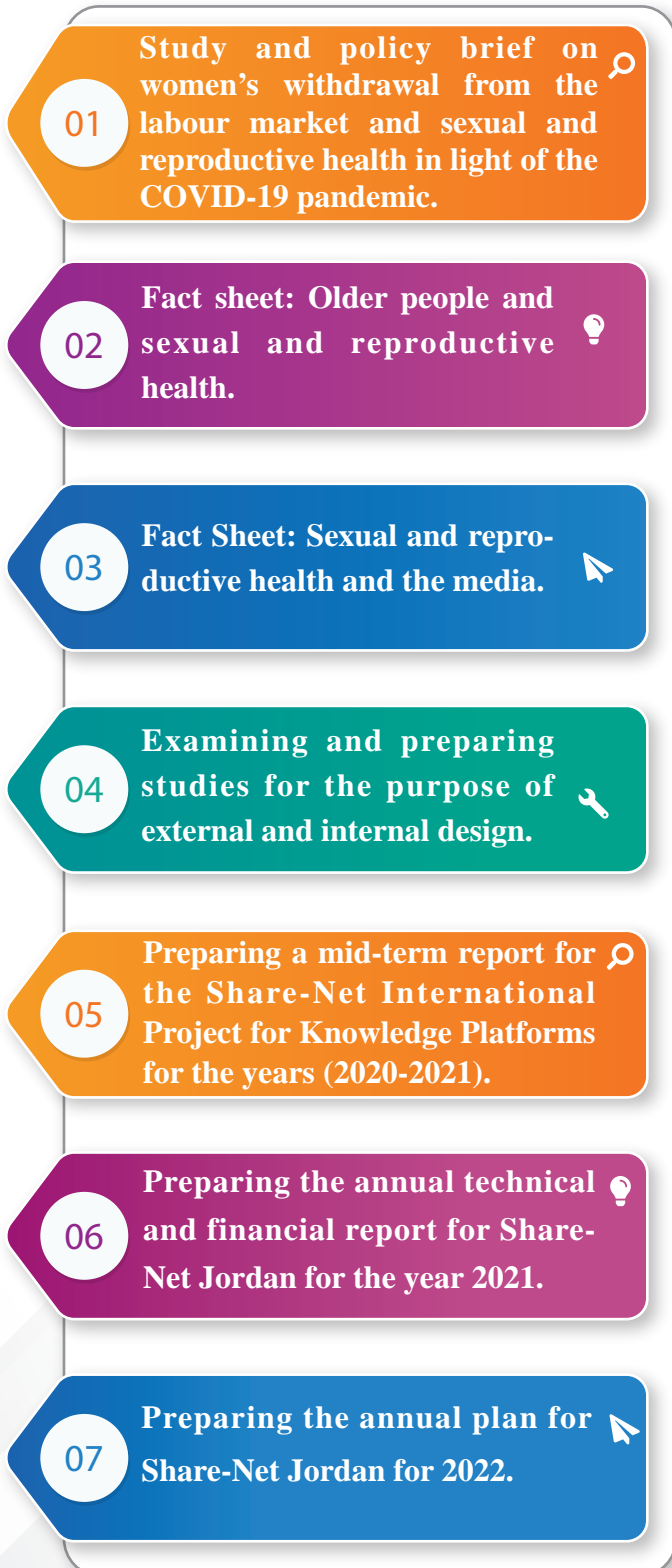 01
Study and policy brief on
women’s withdrawal from the
labour market and sexual and
reproductive health in light of the
COVID-19 pandemic.
02
Fact sheet: Older people and
sexual and reproductive
health.
03
Fact Sheet: Sexual and repro-
ductive health and the media.
04
Examining and preparing
studies for the purpose of
external and internal design.
05
Preparing a mid-term report for
the Share-Net International
Project for Knowledge Platforms
for the years (2020-2021).
06
Preparing the annual technical
and financial report for Share-
Net Jordan for the year 2021.
07
Preparing the annual plan for
Share-Net Jordan for 2022.